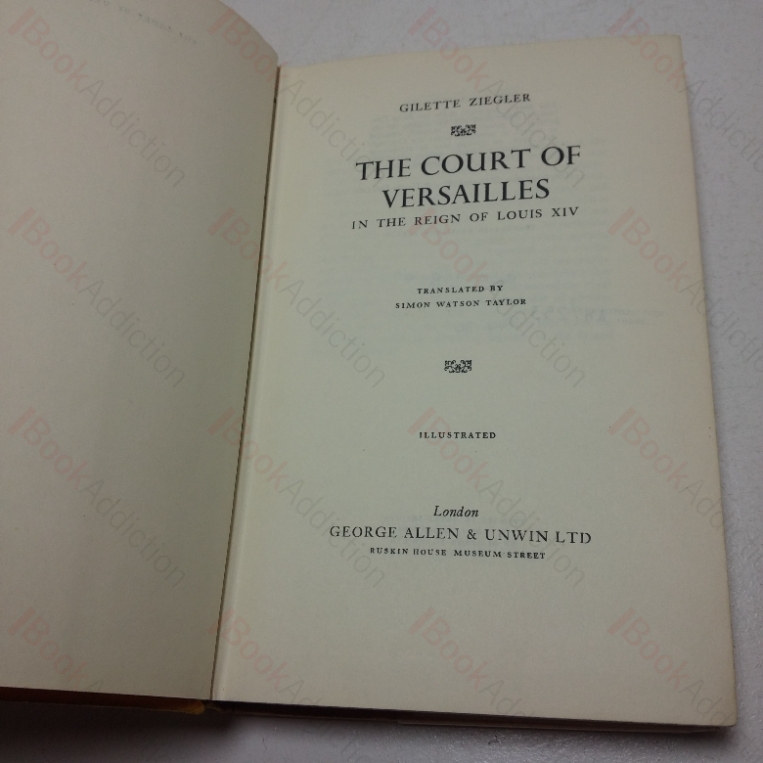 GILETTE ZIEGLER
THE COURT OF
VERSAILLES
IN THE REIGN OF LOUIS XIV
TRANSLATED BY
SIMON WATSON TAYLOR
ILLUSTRATED
London
GEORGE ALLEN & UNWIN LTD
RUSKIN HOUSE MUSEUM STREET
BookAddiction